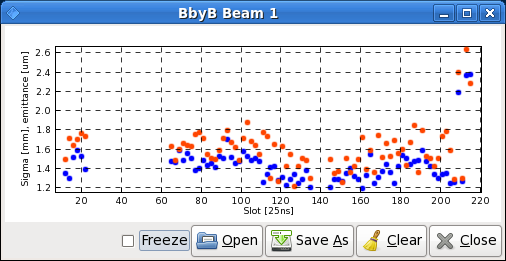 BbyB Beam 1
2.6
2.4
2.2
2.0
1.8
1.6
1.4
1.2
Sigma [mm], emittance [um]
20 40 60 80 100 120 140 160 180 200 220
Slot [25ns]
Freeze Open Save As Clear Close